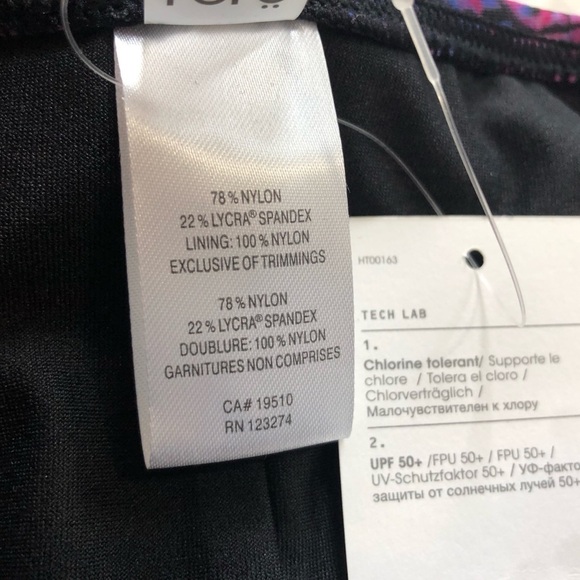 78 % NYLON
22 % LYCRA® SPANDEX
LINING: 100 % NYLON
EXCLUSIVE OF TRIMMINGS
78 % NYLON
22 % LYCRA® SPANDEX
DOUBLURE: 100 % NYLON
GARNITURES NON COMPRISES
CA# 19510
RN 123274
HT00163
TECH LAB
1.
Chlorine tolerant/ Supporte le
chlore / Tolera el cloro /
Chlorverträglich /
Малочувствителен к хлору
2.
UPF 50+ /FPU 50+ / FPU 50+ /
UV-Schutzfaktor 50+ / УФ-факто
защиты от солнечных лучей 50+